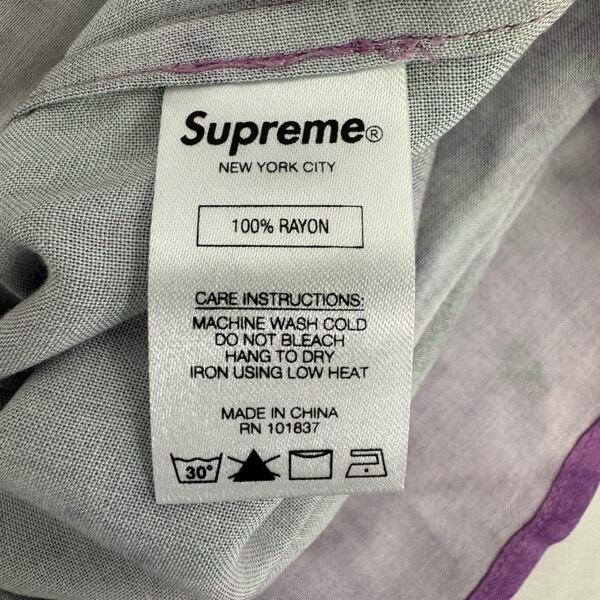 Supreme®
NEW YORK CITY
100% RAYON
CARE INSTRUCTIONS:
MACHINE WASH COLD
DO NOT BLEACH
HANG TO DRY
IRON USING LOW HEAT
MADE IN CHINA
RN 101837
30°